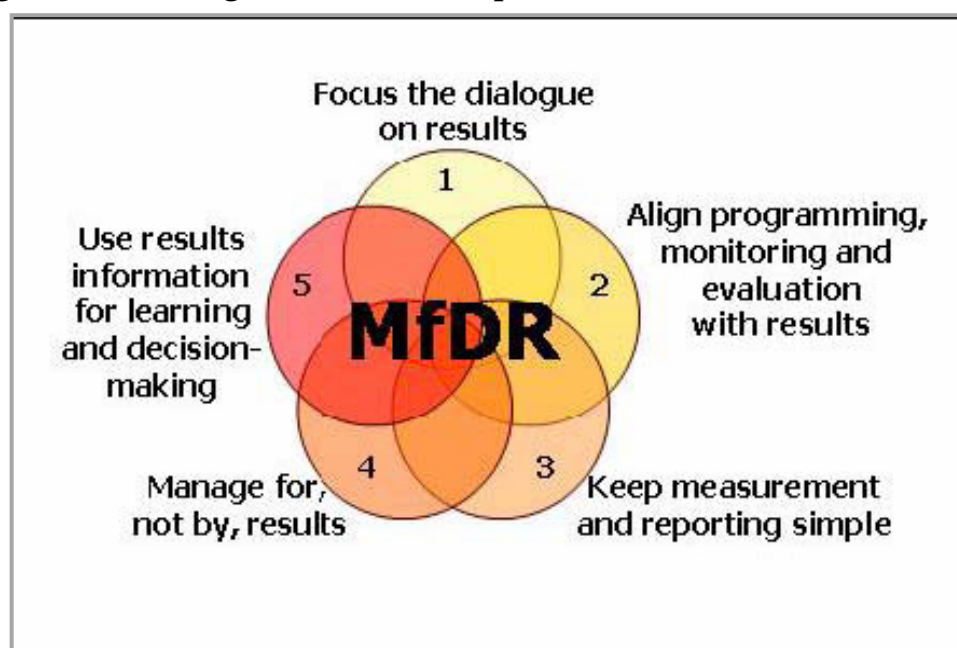 Focus the dialogue
on results
1
Align programming,
monitoring and
evaluation
with results
2
Use results
information
for learning
and decision-
making
5
MfDR
4
3
Manage for,
not by, results
Keep measurement
and reporting simple